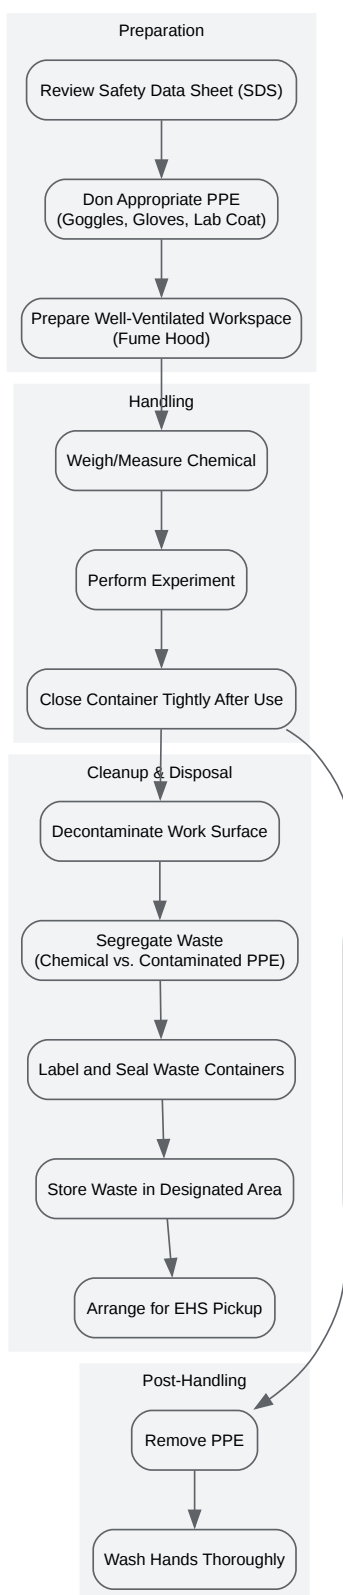 Preparation
Review Safety Data Sheet (SDS)
Don Appropriate PPE
(Goggles, Gloves, Lab Coat)
Prepare Well-Ventilated Workspace
(Fume Hood)
Handling
Weigh/Measure Chemical
Perform Experiment
Close Container Tightly After Use
Cleanup & Disposal
Decontaminate Work Surface
Segregate Waste
(Chemical vs. Contaminated PPE)
Label and Seal Waste Containers
Store Waste in Designated Area
Arrange for EHS Pickup
Post-Handling
Remove PPE
Wash Hands Thoroughly